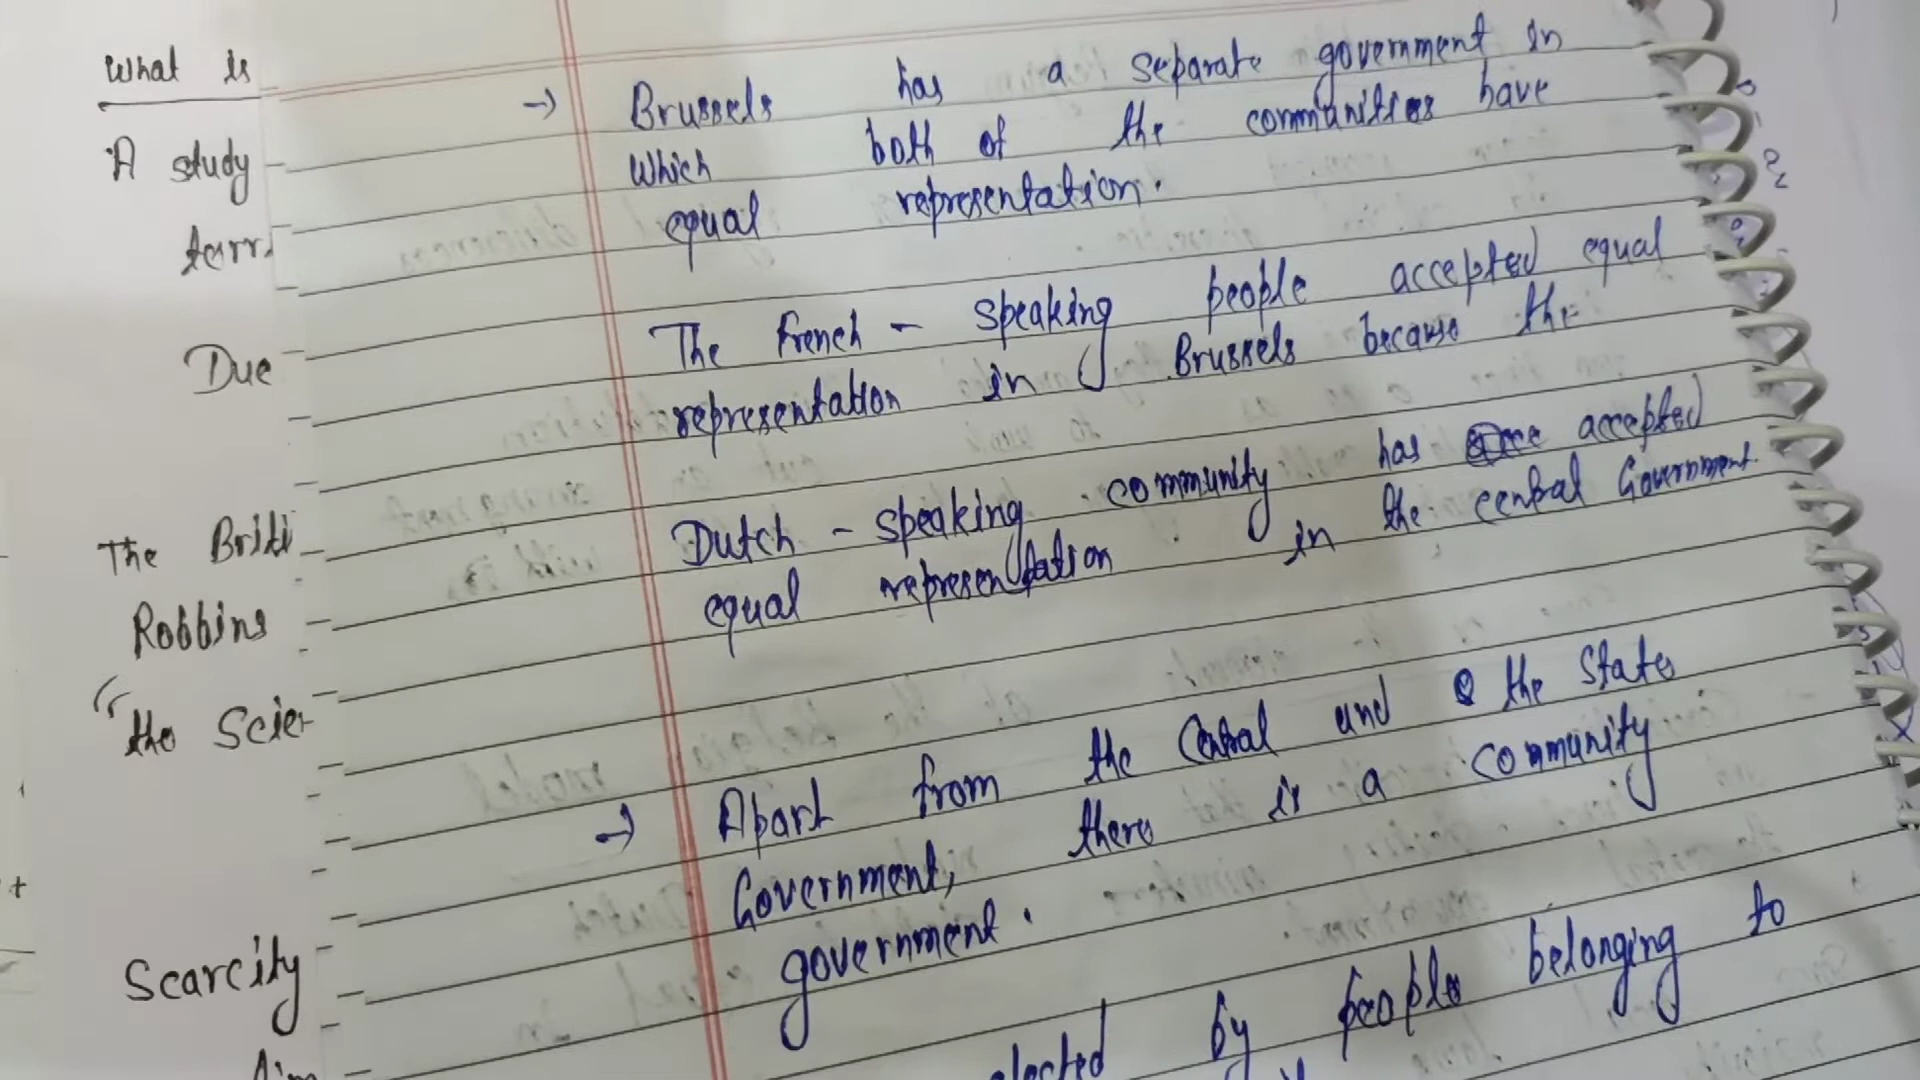 What is
A study
Due
The Briti
Robbins
"the Scie
Scarcity
→ Brussels has a separate government in
which both of the communities have
equal representation.
The French - speaking people accepted equal
representation in Brussels because the
Dutch - speaking community has accepted
equal representation in the central Government.
→ Apart from the Central and the State
Government, there is a community
government.
elected by people belonging to